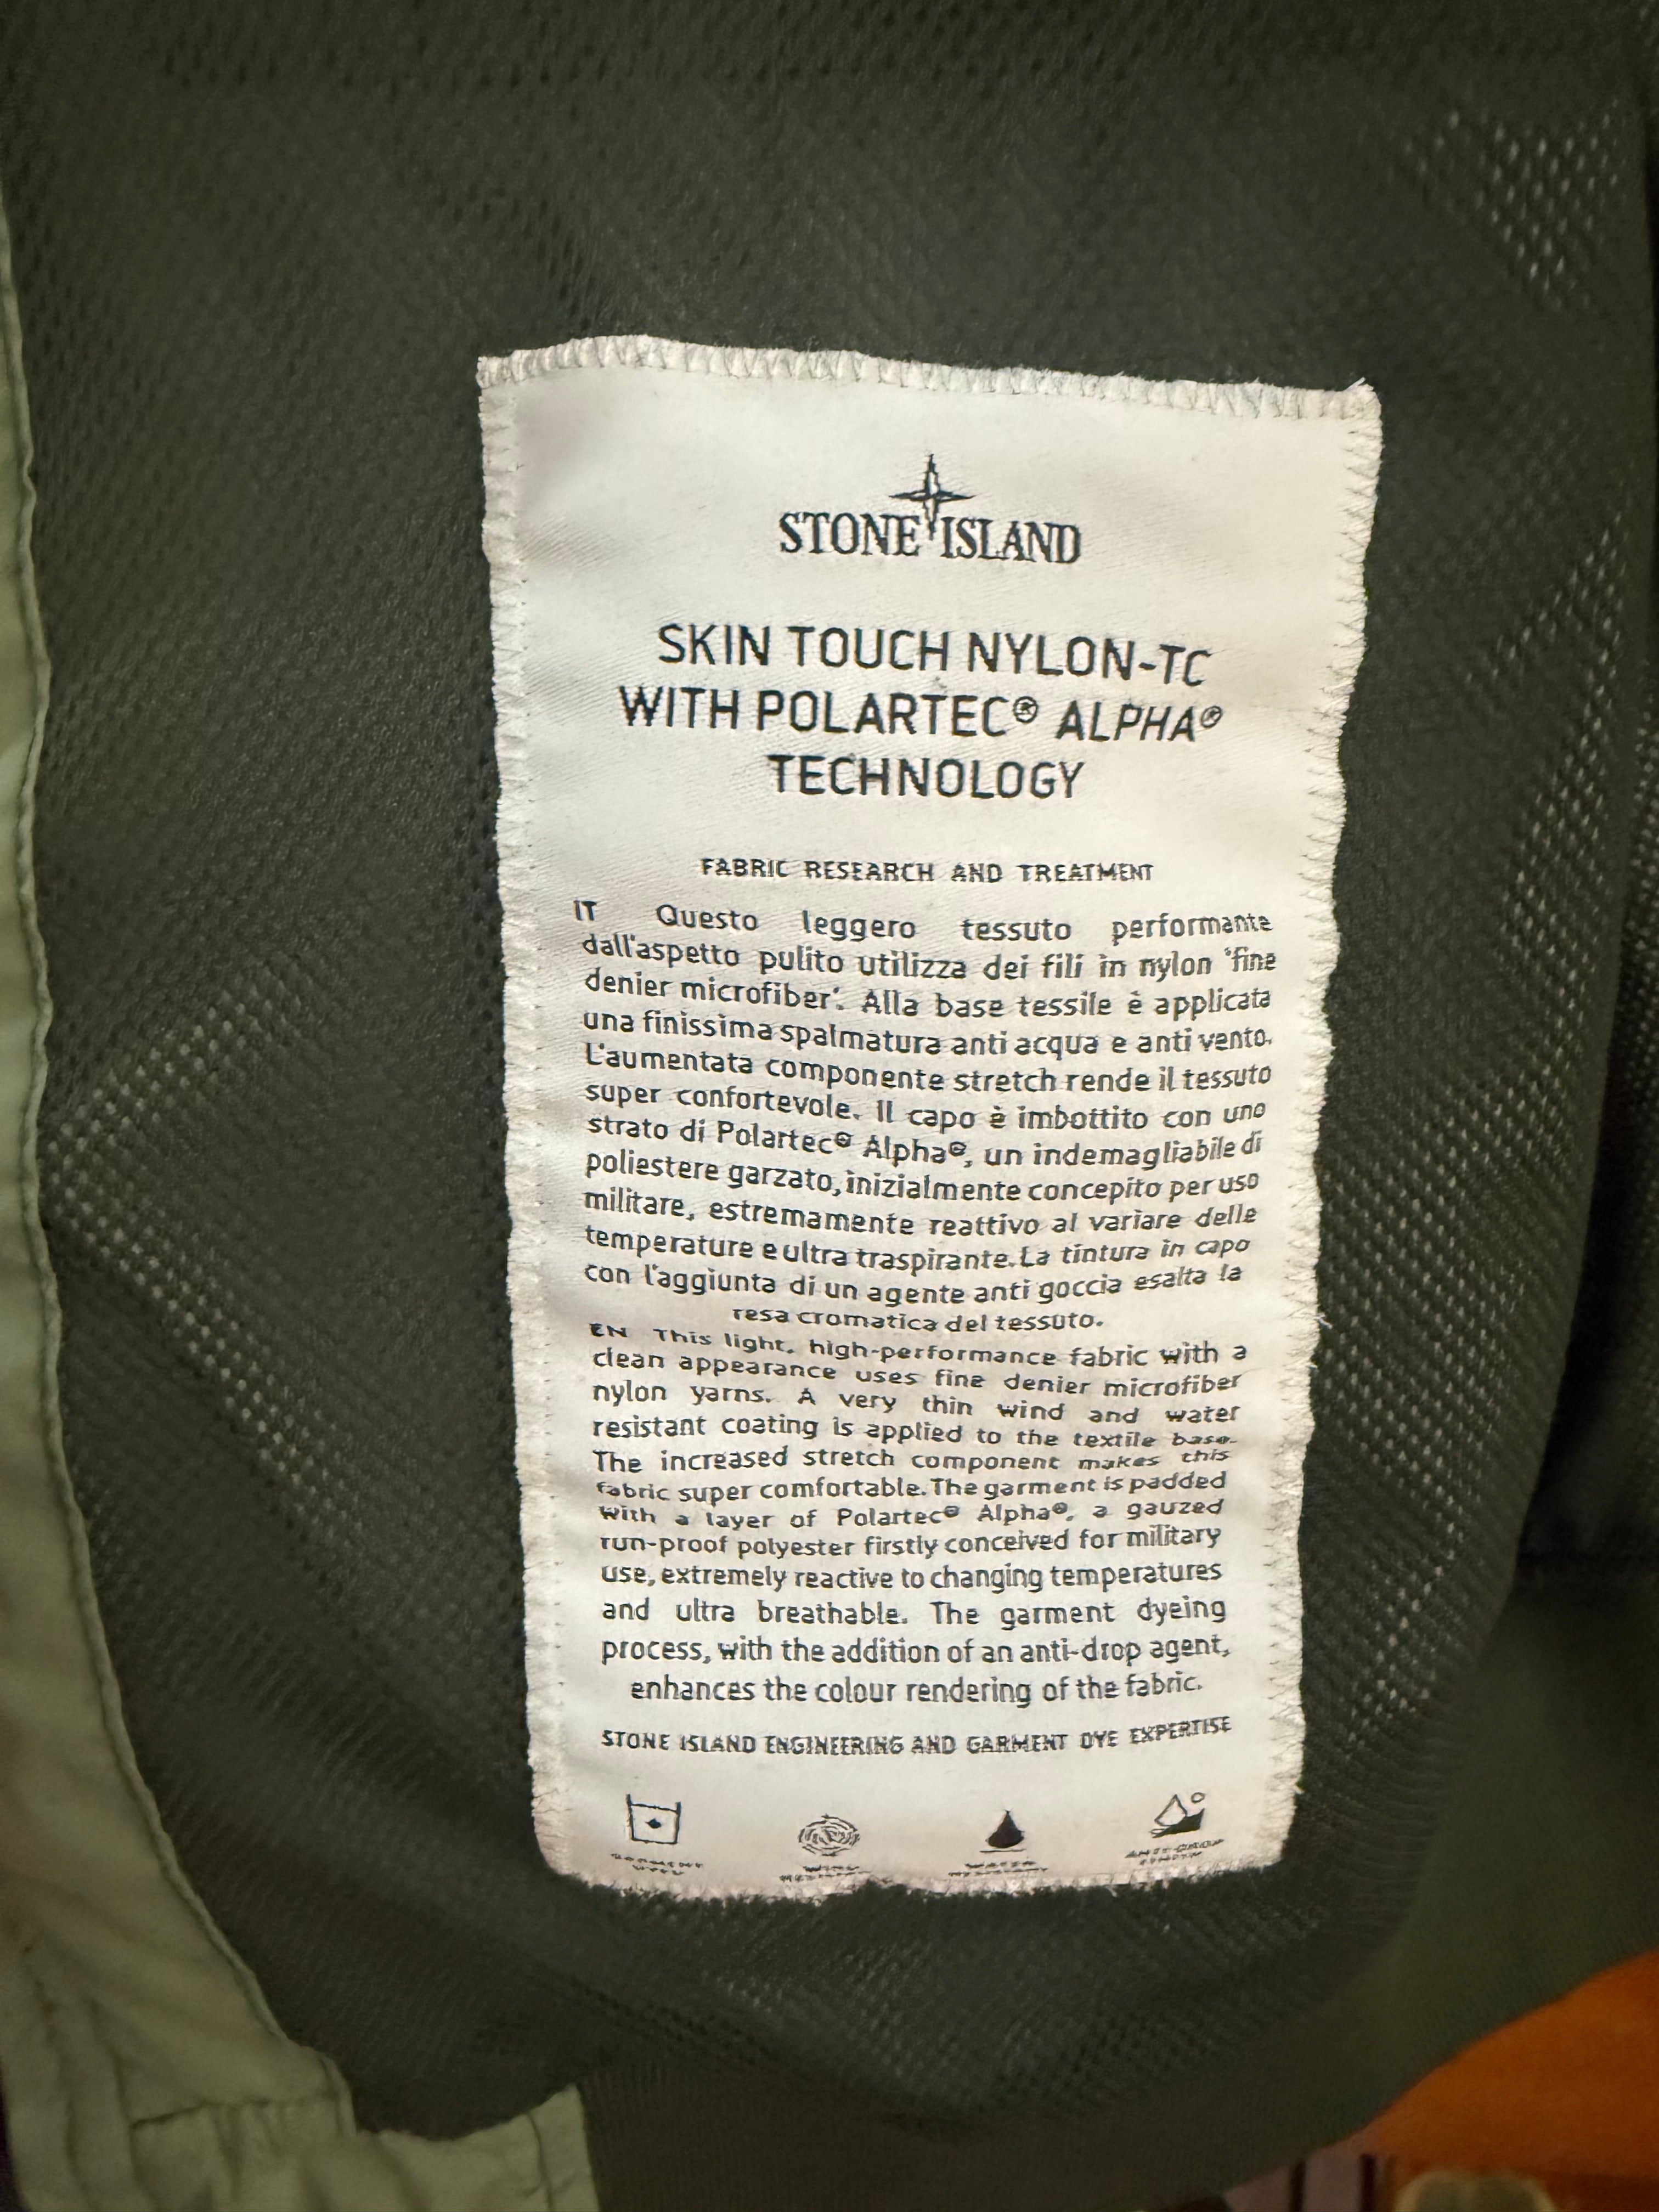 STONE ISLAND
SKIN TOUCH NYLON-TC
WITH POLARTEC® ALPHA®
TECHNOLOGY
FABRIC RESEARCH AND TREATMENT
IT Questo leggero tessuto performante
dall'aspetto pulito utilizza dei fili in nylon 'fine
denier microfiber'. Alla base tessile è applicata
una finissima spalmatura anti acqua e anti vento.
L'aumentata componente stretch rende il tessuto
super confortevole. Il capo è imbottito con uno
strato di Polartec® Alpha®, un indemagliabile di
poliestere garzato, inizialmente concepito per uso
militare, estremamente reattivo al variare delle
temperature e ultra traspirante. La tintura in capo
con l'aggiunta di un agente anti goccia esalta la
resa cromatica del tessuto.
EN This light, high-performance fabric with a
clean appearance uses fine denier microfiber
nylon yarns. A very thin wind and water
resistant coating is applied to the textile base.
The increased stretch component makes this
fabric super comfortable. The garment is padded
with a layer of Polartec® Alpha®, a gauzed
run-proof polyester firstly conceived for military
use, extremely reactive to changing temperatures
and ultra breathable. The garment dyeing
process, with the addition of an anti-drop agent,
enhances the colour rendering of the fabric.
STONE ISLAND ENGINEERING AND GARMENT DYE EXPERTISE